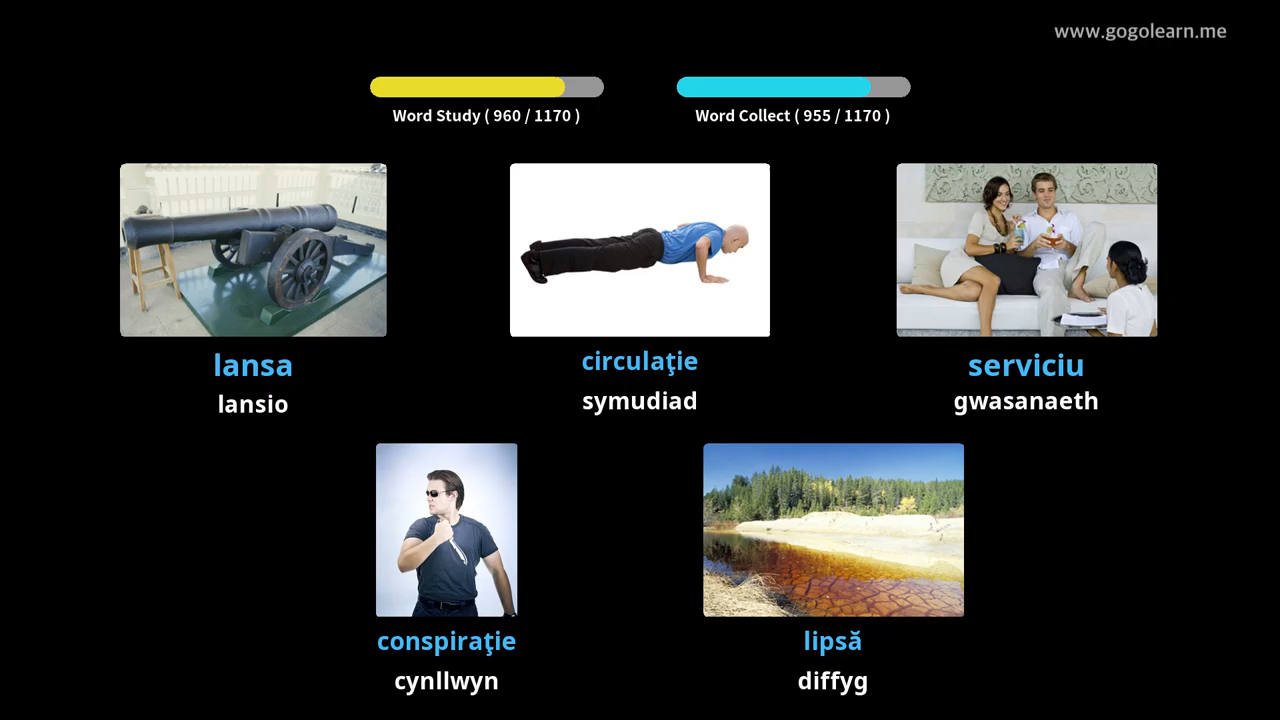 www.gogolearn.me
Word Study ( 960 / 1170 )
Word Collect ( 955 / 1170 )
lansa
lansio
circulaţie
symudiad
serviciu
gwasanaeth
conspiraţie
cynllwyn
lipsă
diffyg